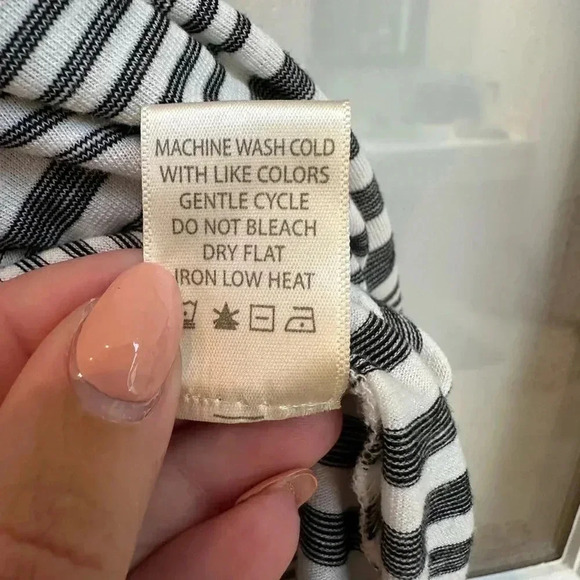 MACHINE WASH COLD
WITH LIKE COLORS
GENTLE CYCLE
DO NOT BLEACH
DRY FLAT
IRON LOW HEAT